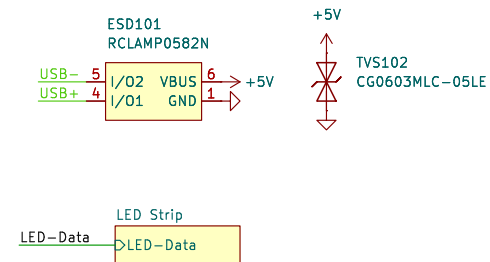 ESD101
RCLAMP0582N
USB- 5 I/O2 VBUS 6 +5V
USB+ 4 I/O1 GND 1
+5V
TVS102
CG0603MLC-05LE
LED Strip
LED-Data LED-Data